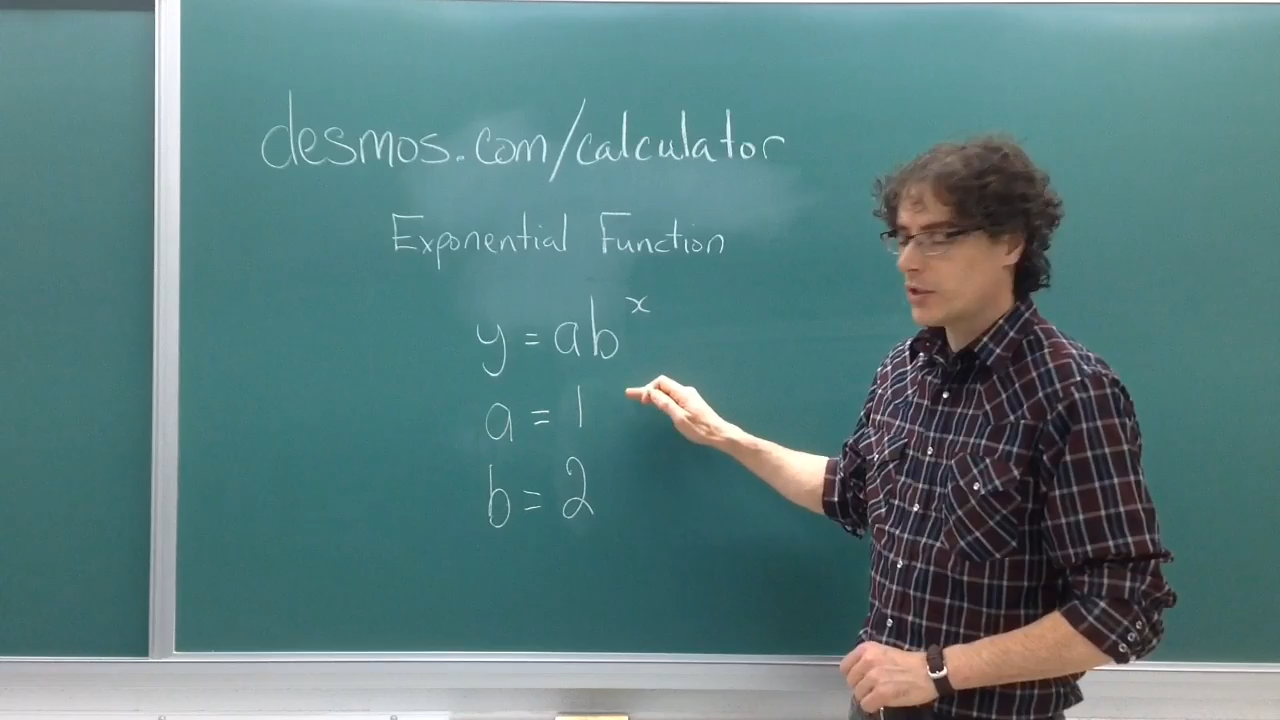 desmos.com/calculator
Exponential Function
y = ab^x
a = 1
b = 2